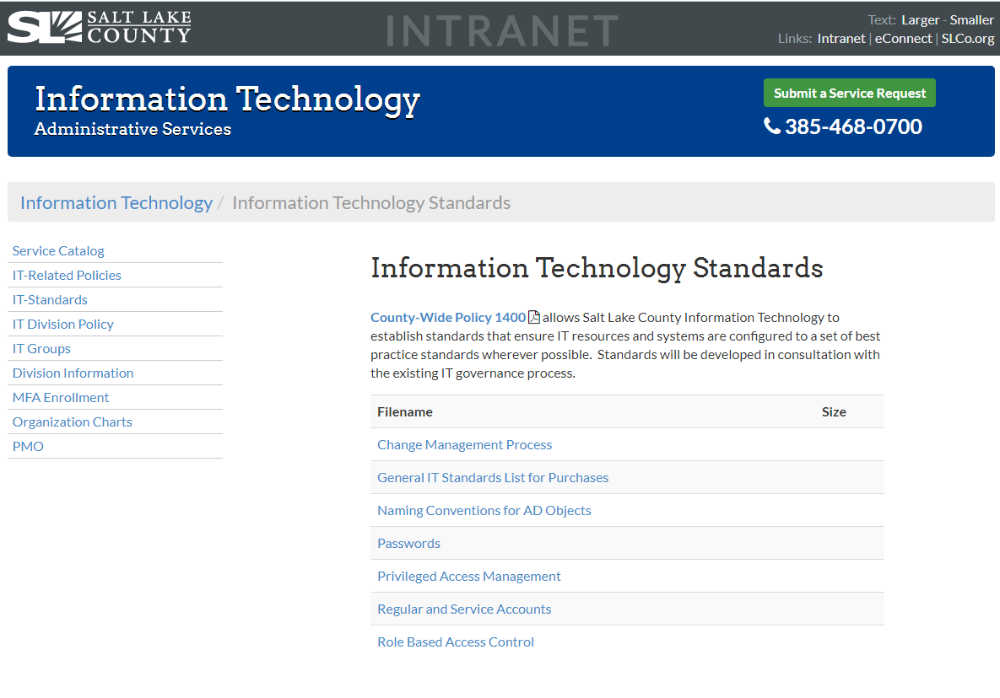 SL SALT LAKE COUNTY
INTRANET
Text: Larger - Smaller
Links: Intranet | eConnect | SLCo.org
Information Technology
Administrative Services
Submit a Service Request
385-468-0700
Information Technology / Information Technology Standards
Service Catalog
IT-Related Policies
IT-Standards
IT Division Policy
IT Groups
Division Information
MFA Enrollment
Organization Charts
PMO
Information Technology Standards
County-Wide Policy 1400 allows Salt Lake County Information Technology to
establish standards that ensure IT resources and systems are configured to a set of best
practice standards wherever possible.  Standards will be developed in consultation with
the existing IT governance process.
Filename Size
Change Management Process
General IT Standards List for Purchases
Naming Conventions for AD Objects
Passwords
Privileged Access Management
Regular and Service Accounts
Role Based Access Control